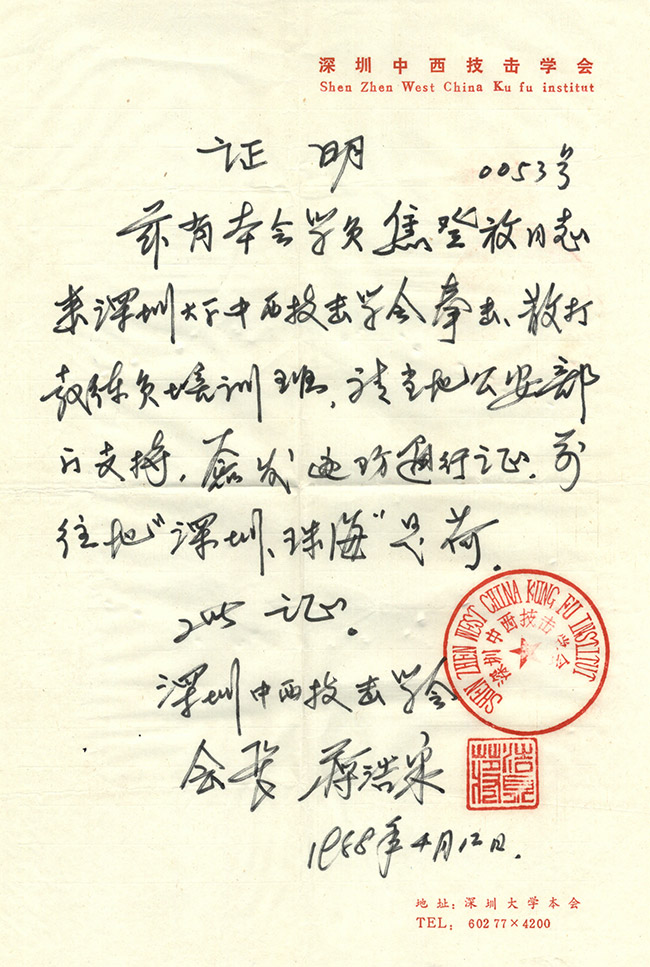 深圳中西技击学会
Shen Zhen West China Ku fu institut
证 明
0053号
兹有本会学员焦登放同志
来深圳大学中西技击学会拳击、散打
教练员培训班，请当地公安部
门支持，签发边防通行证，前
往地“深圳、珠海”是荷。
此 证。
深圳中西技击学会
会长 蒋浩泉
1988年4月12日.
SHEN ZHEN WEST CHINA KUNG FU INSTITUT
深圳中西技击学会
地址：深圳大学本会
TEL: 60277×4200